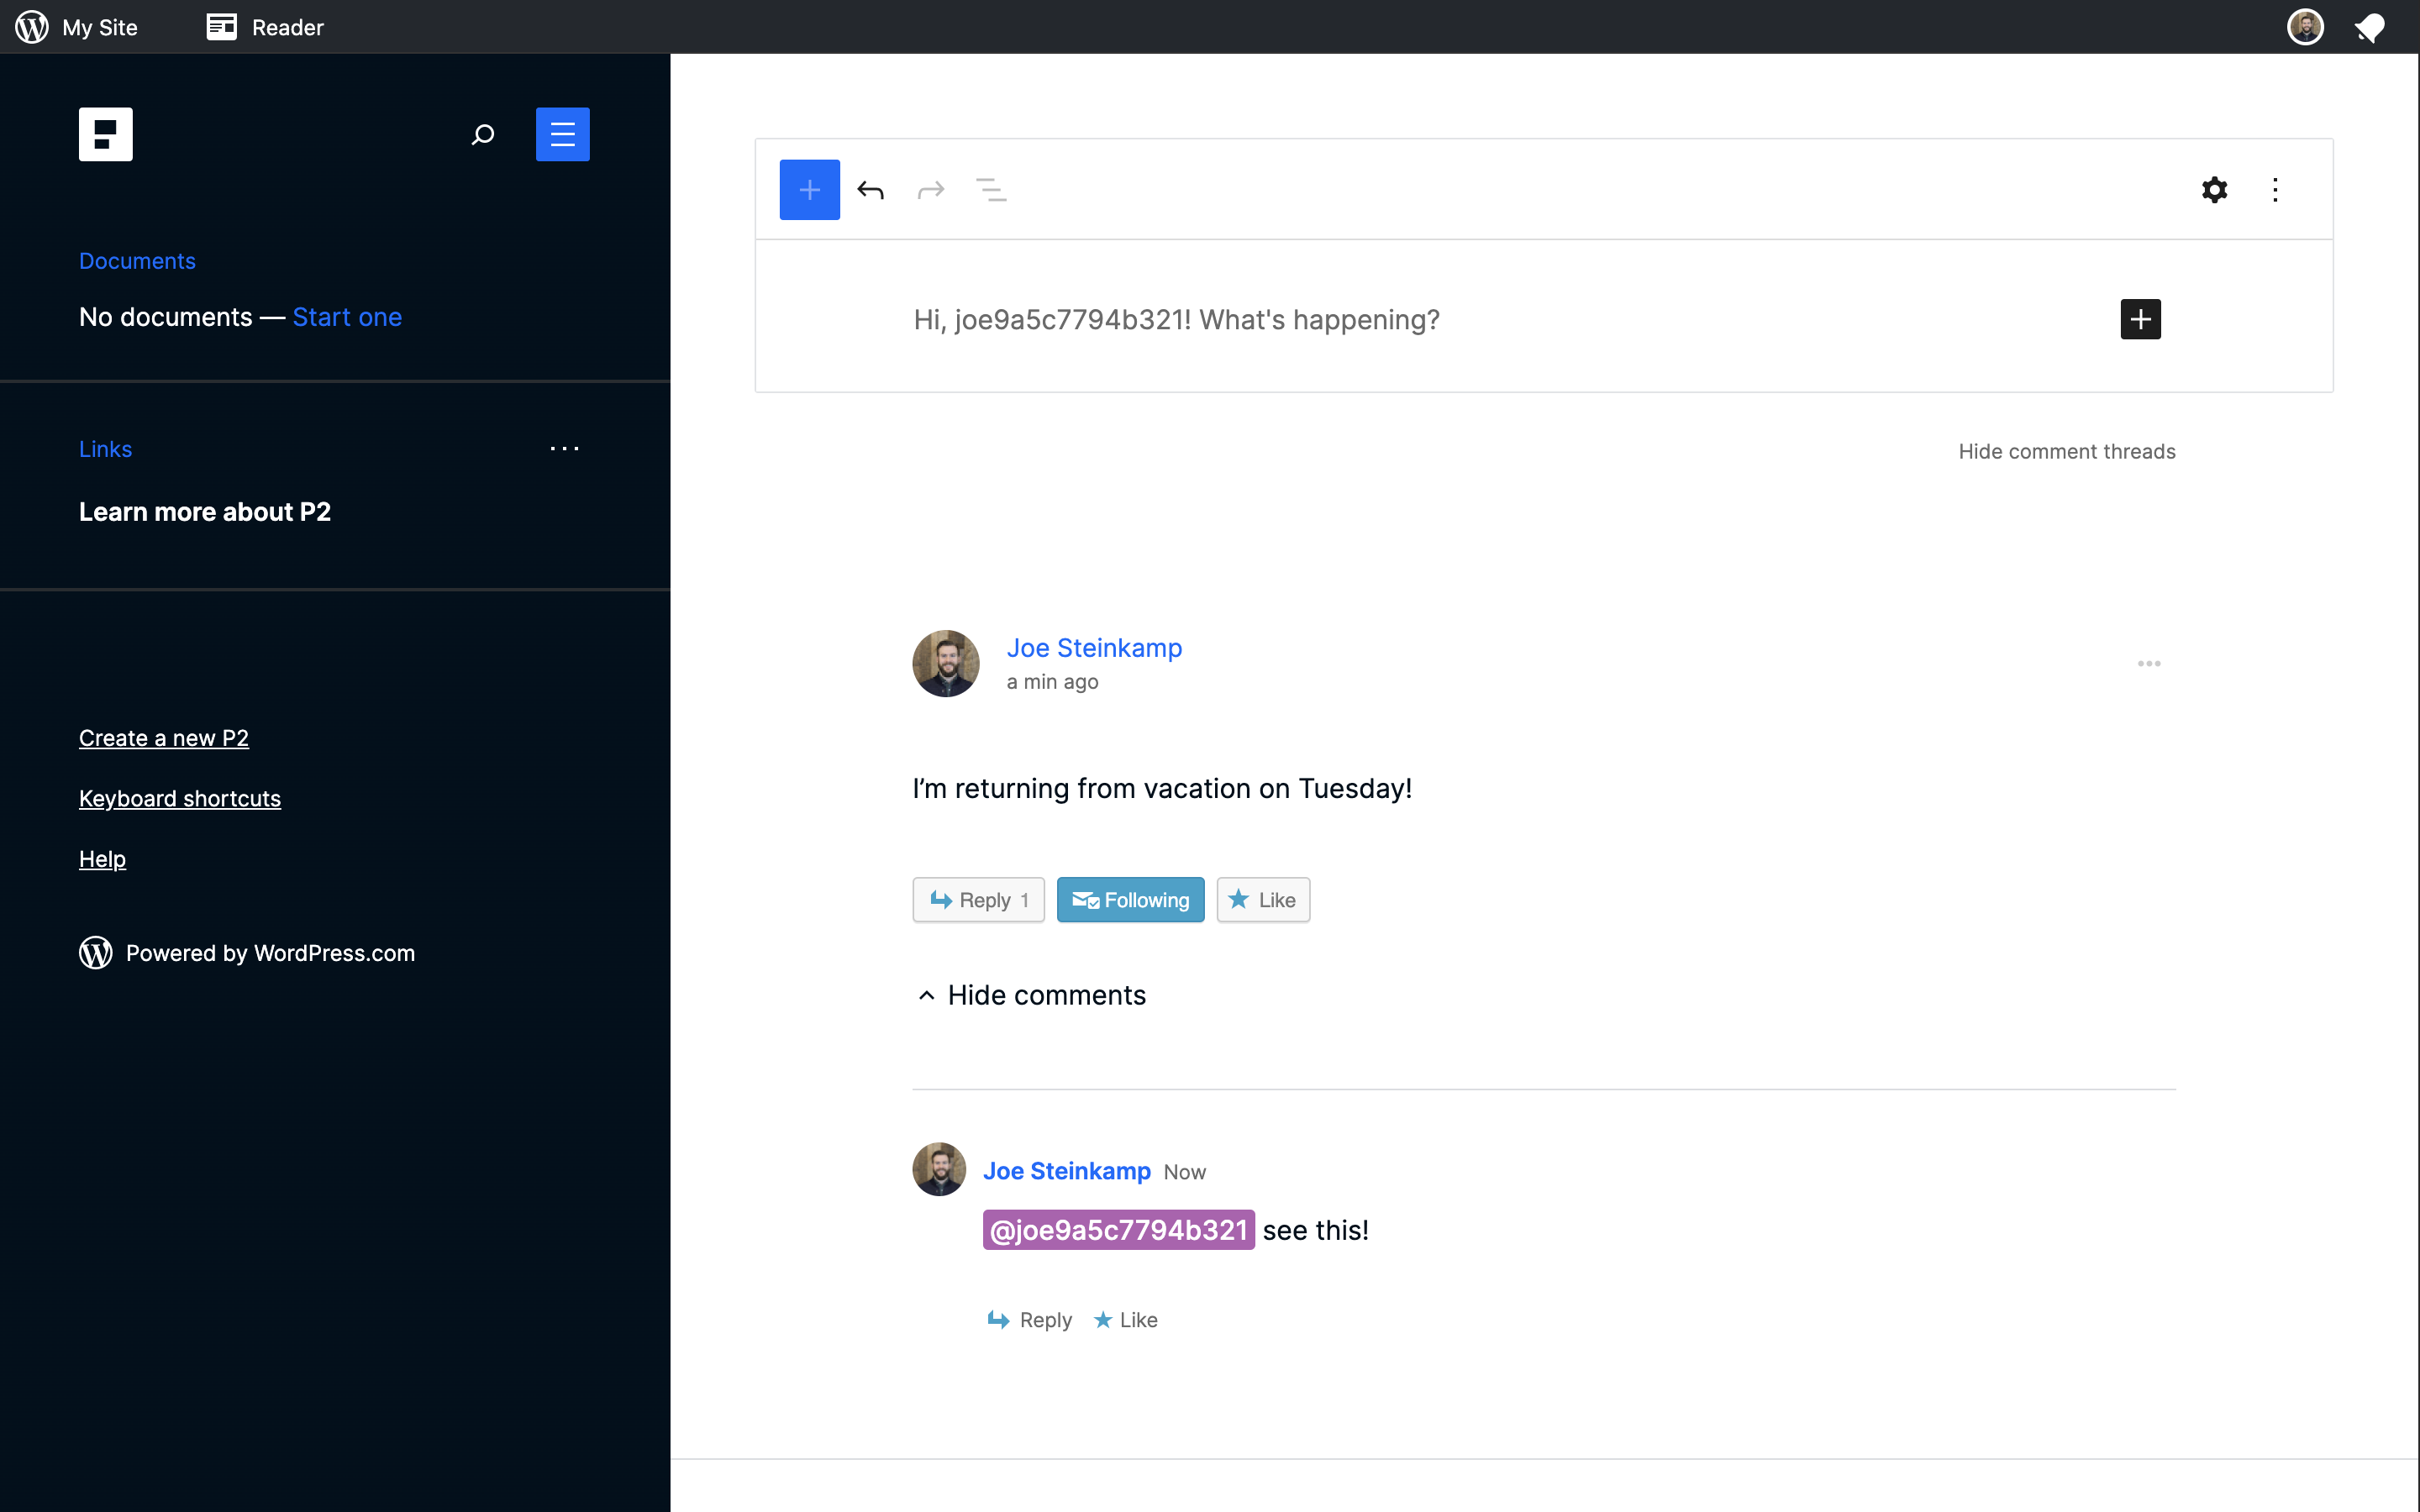 My Site
Reader
Documents
No documents — Start one
Links
Learn more about P2
Create a new P2
Keyboard shortcuts
Help
Powered by WordPress.com
Hi, joe9a5c7794b321! What's happening?
Hide comment threads
Joe Steinkamp
a min ago
I’m returning from vacation on Tuesday!
Reply 1
Following
Like
Hide comments
Joe Steinkamp Now
@joe9a5c7794b321 see this!
Reply
Like